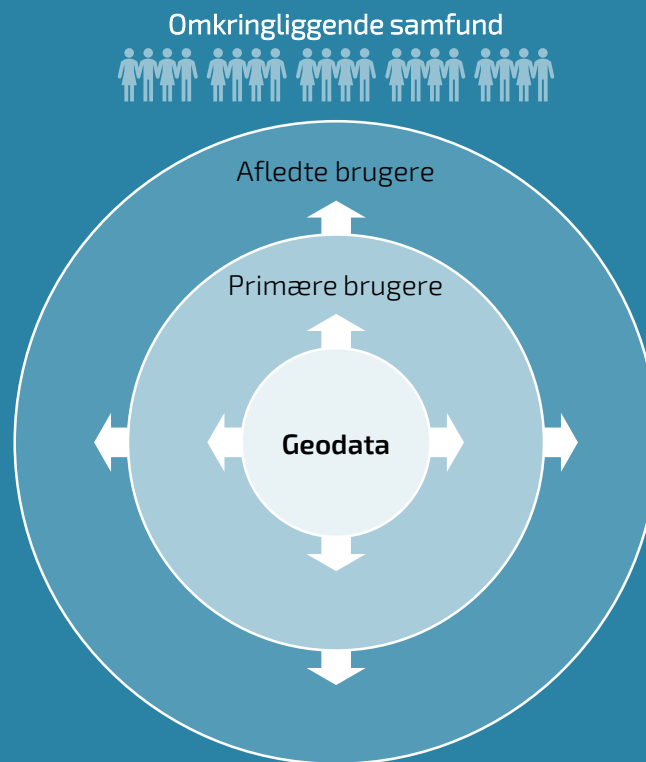 Omkringliggende samfund
Afledte brugere
Primære brugere
Geodata